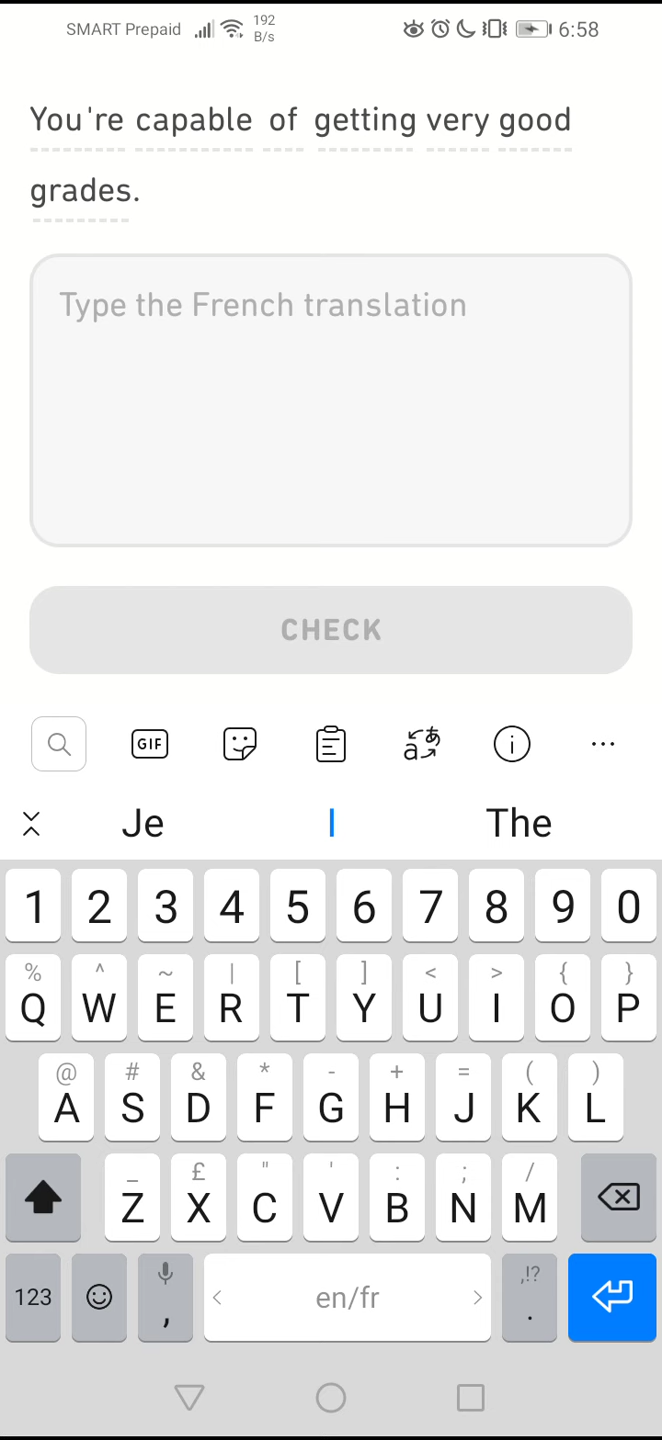 SMART Prepaid 192 B/s 6:58
You're capable of getting very good
grades.
Type the French translation
CHECK
GIF
Je I The
1 2 3 4 5 6 7 8 9 0
% ^ ~ | [ ] < > { }
Q W E R T Y U I O P
@ # & * - + = ( )
A S D F G H J K L
_ £ " ' : ; /
Z X C V B N M
123 , < en/fr > ,!? .